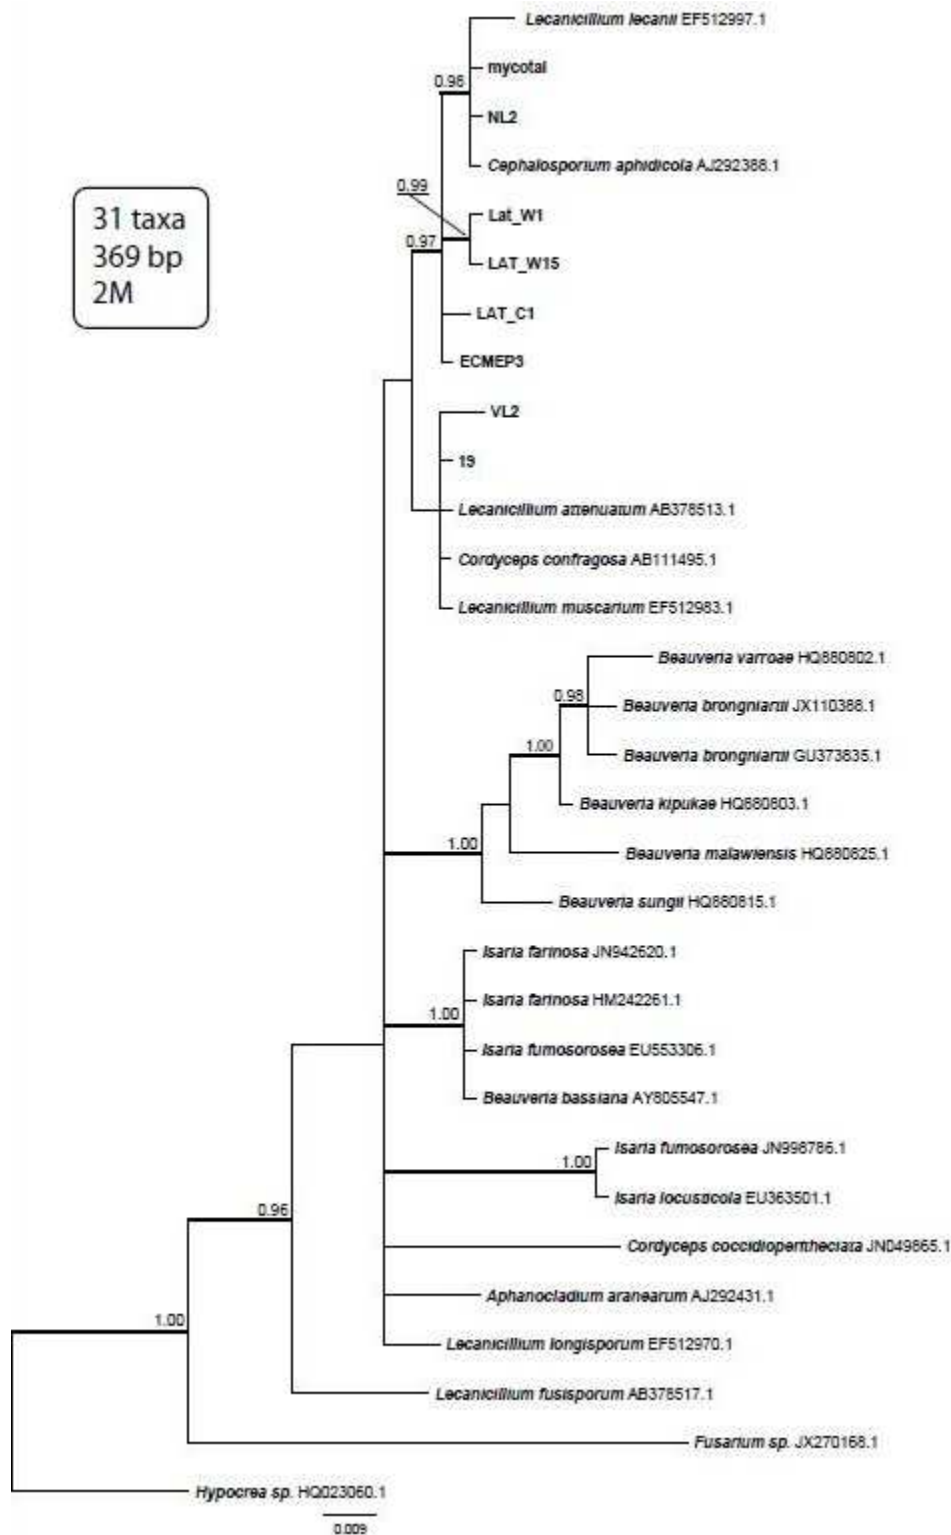 Lecanicillium lecanii EF512997.1
mycotal
0.98
NL2
Cephalosporium aphidicola AJ292388.1
0.99
31 taxa
369 bp
2M
Lat_W1
0.97
LAT_W15
LAT_C1
ECMEP3
VL2
19
Lecanicillium attenuatum AB378513.1
Cordyceps confragosa AB111495.1
Lecanicillium muscarium EF512983.1
Beauveria varroae HQ880802.1
0.98
Beauveria brongniartii JX110388.1
1.00
Beauveria brongniartii GU373835.1
Beauveria kipukae HQ880803.1
1.00
Beauveria malawiensis HQ880825.1
Beauveria sungii HQ880815.1
Isaria farinosa JN942620.1
Isaria farinosa HM242261.1
1.00
Isaria fumosorosea EU553306.1
Beauveria bassiana AY805547.1
Isaria fumosorosea JN998786.1
1.00
Isaria locusticola EU363501.1
0.96
Cordyceps coccidioperitheciata JN049865.1
Aphanocladium aranearum AJ292431.1
1.00
Lecanicillium longisporum EF512970.1
Lecanicillium fusisporum AB378517.1
Fusarium sp. JX270168.1
Hypocrea sp. HQ023060.1
0.009